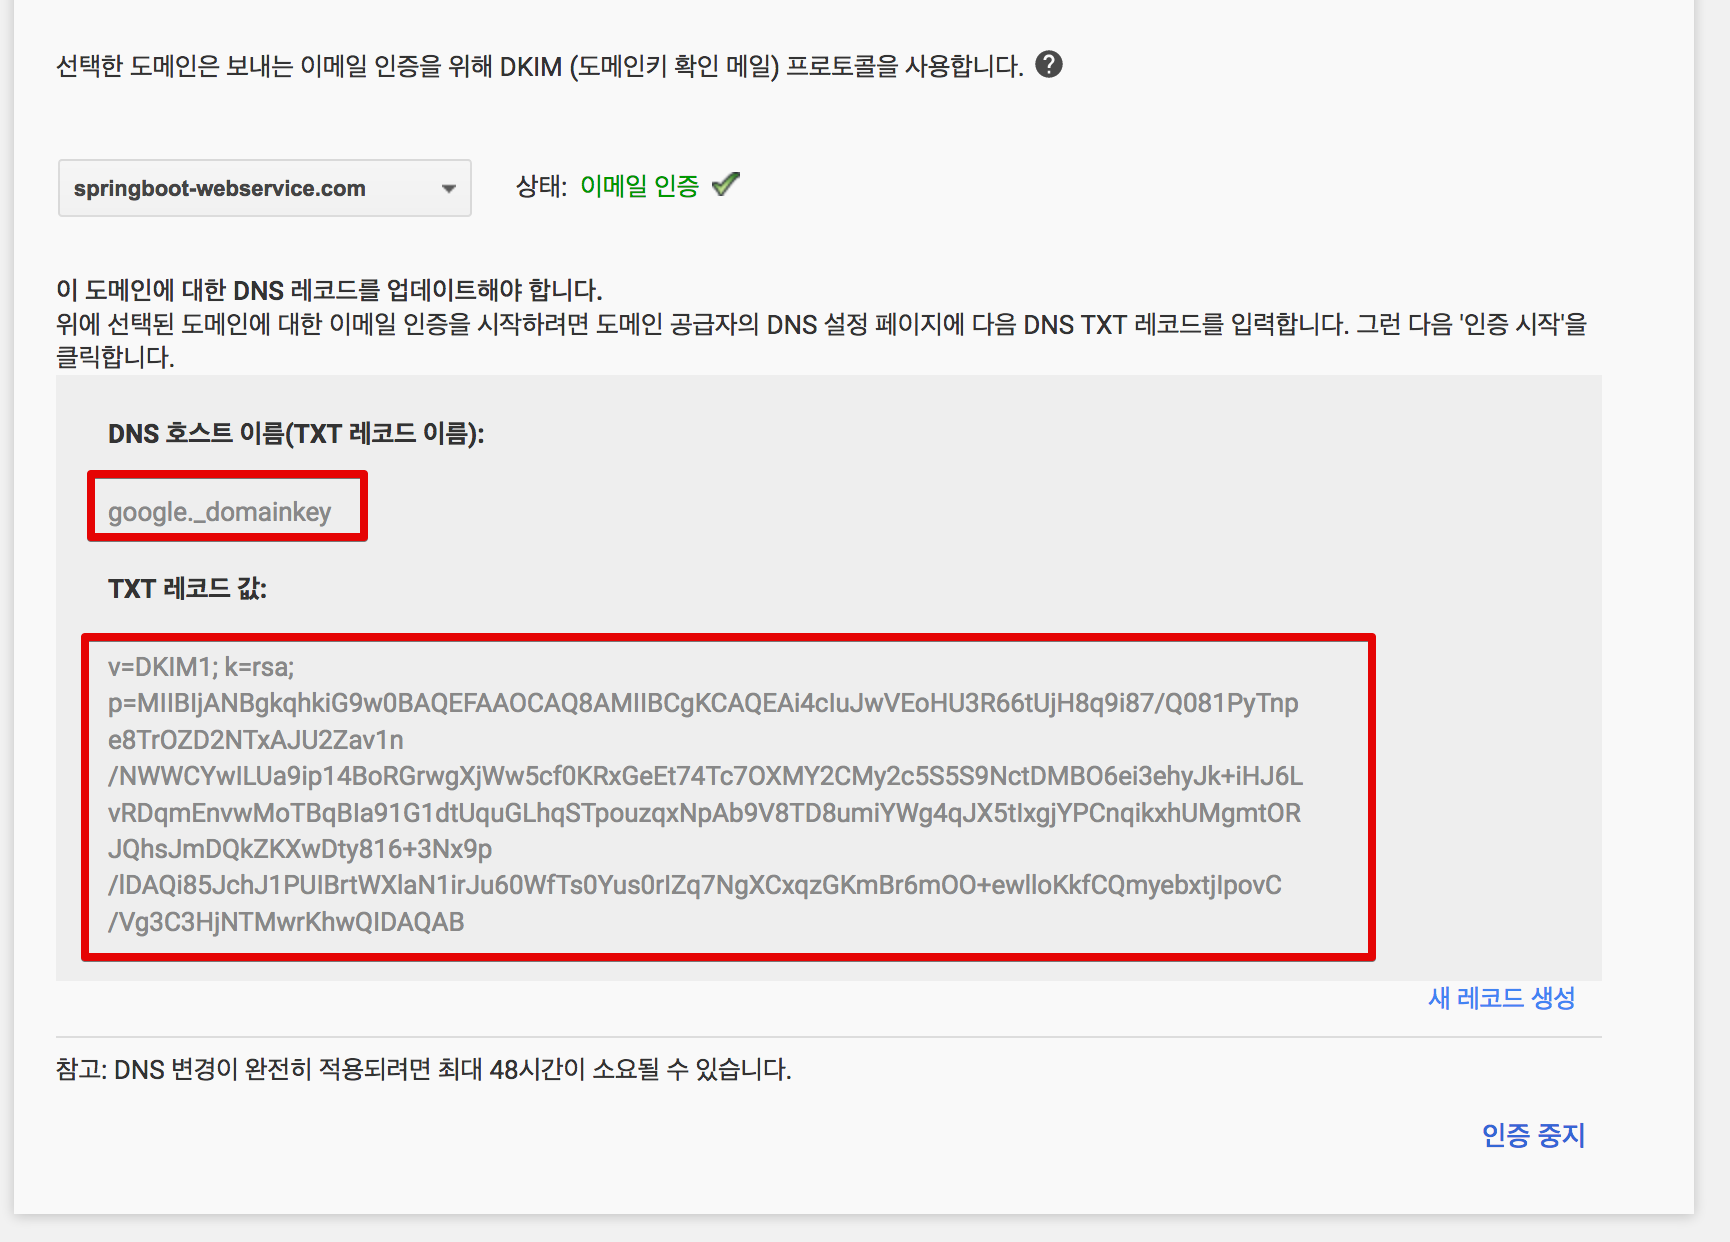 선택한 도메인은 보내는 이메일 인증을 위해 DKIM (도메인키 확인 메일) 프로토콜을 사용합니다. ?
springboot-webservice.com
상태: 이메일 인증
이 도메인에 대한 DNS 레코드를 업데이트해야 합니다.
위에 선택된 도메인에 대한 이메일 인증을 시작하려면 도메인 공급자의 DNS 설정 페이지에 다음 DNS TXT 레코드를 입력합니다. 그런 다음 '인증 시작'을
클릭합니다.
DNS 호스트 이름(TXT 레코드 이름):
google._domainkey
TXT 레코드 값:
v=DKIM1; k=rsa;
p=MIIBIjANBgkqhkiG9w0BAQEFAAOCAQ8AMIIBCgKCAQEAi4cIuJwVEoHU3R66tUjH8q9i87/Q081PyTnp
e8TrOZD2NTxAJU2Zav1n
/NWWCYwILUa9ip14BoRGrwgXjWw5cf0KRxGeEt74Tc7OXMY2CMy2c5S5S9NctDMBO6ei3ehyJk+iHJ6L
vRDqmEnvwMoTBqBIa91G1dtUquGLhqSTpouzqxNpAb9V8TD8umiYWg4qJX5tIxgjYPCnqikxhUMgmtOR
JQhsJmDQkZKXwDty816+3Nx9p
/lDAQi85JchJ1PUIBrtWXlaN1irJu60WfTs0Yus0rIZq7NgXCxqzGKmBr6mOO+ewlloKkfCQmyebxtjIpovC
/Vg3C3HjNTMwrKhwQIDAQAB
새 레코드 생성
참고: DNS 변경이 완전히 적용되려면 최대 48시간이 소요될 수 있습니다.
인증 중지